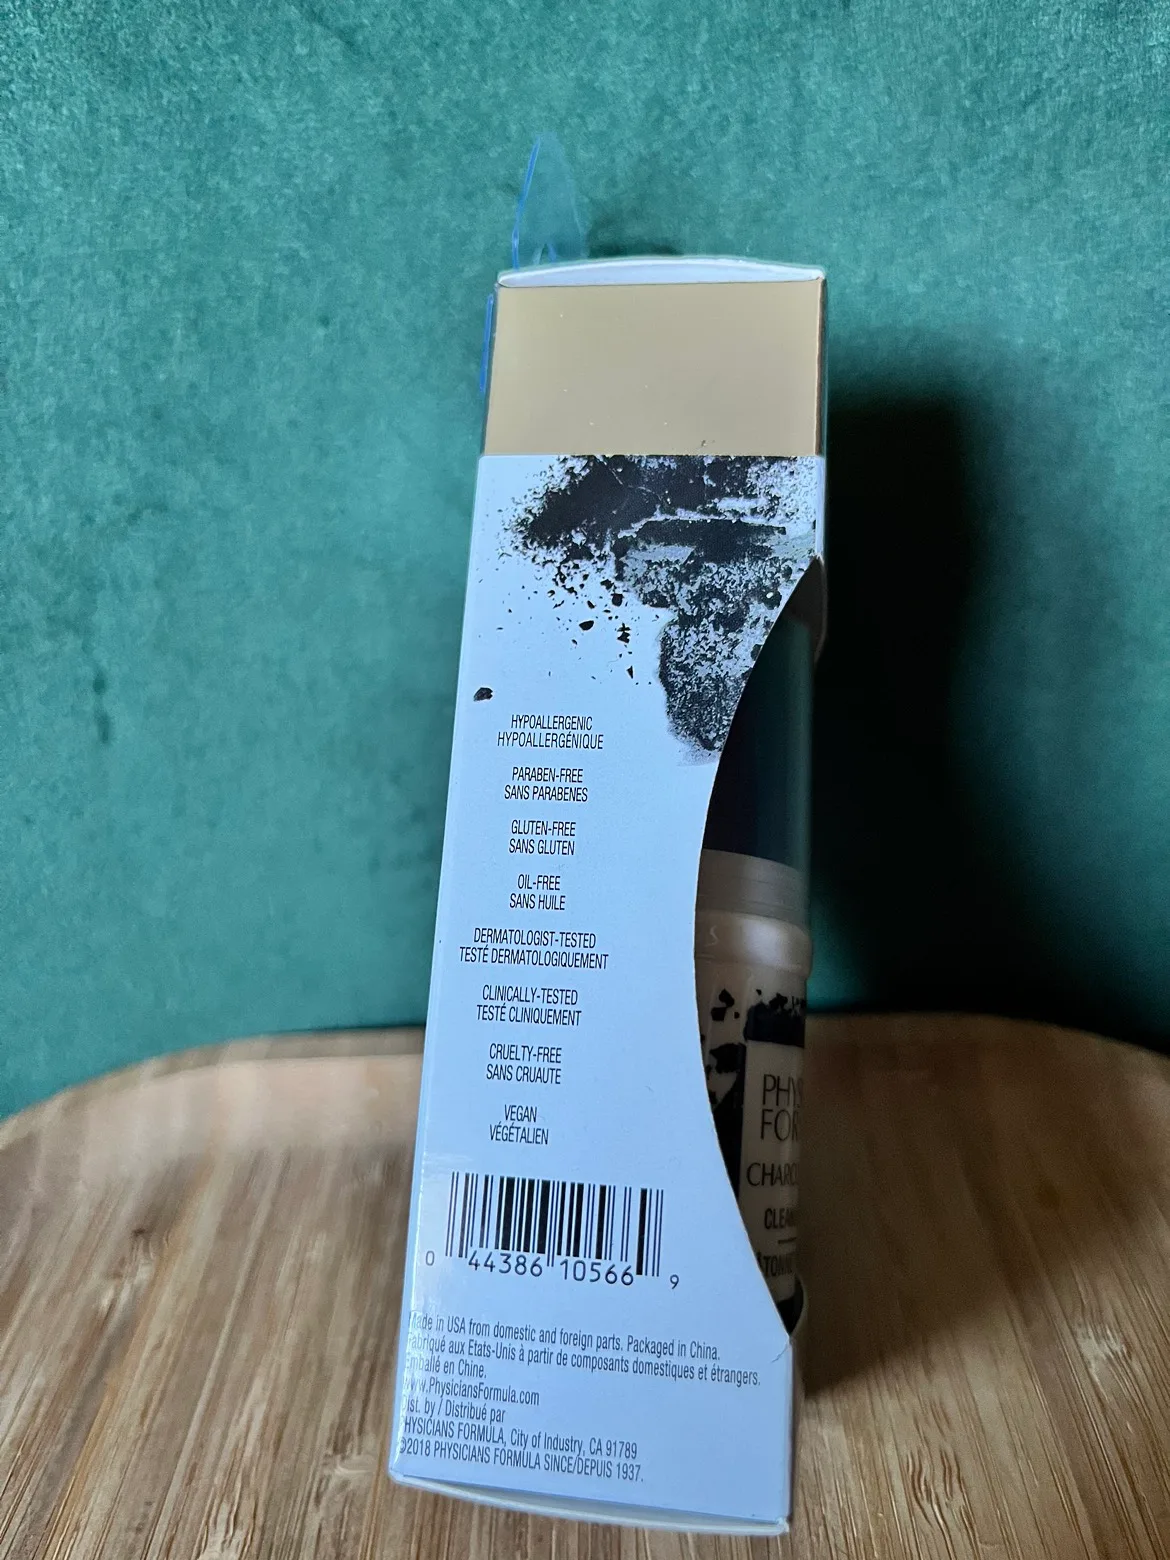 HYPOALLERGENIC
HYPOALLERGÉNIQUE
PARABEN-FREE
SANS PARABENES
GLUTEN-FREE
SANS GLUTEN
OIL-FREE
SANS HUILE
DERMATOLOGIST-TESTED
TESTÉ DERMATOLOGIQUEMENT
CLINICALLY-TESTED
TESTÉ CLINIQUEMENT
CRUELTY-FREE
SANS CRUAUTE
VEGAN
VÉGÉTALIEN
0 44386 10566 9
Made in USA from domestic and foreign parts. Packaged in China.
Fabriqué aux Etats-Unis à partir de composants domestiques et étrangers.
Emballé en Chine.
www.PhysiciansFormula.com
Dist. by / Distribué par
PHYSICIANS FORMULA, City of Industry, CA 91789
©2018 PHYSICIANS FORMULA SINCE/DEPUIS 1937.
PHYS
FOR
CHARC
CLEAN